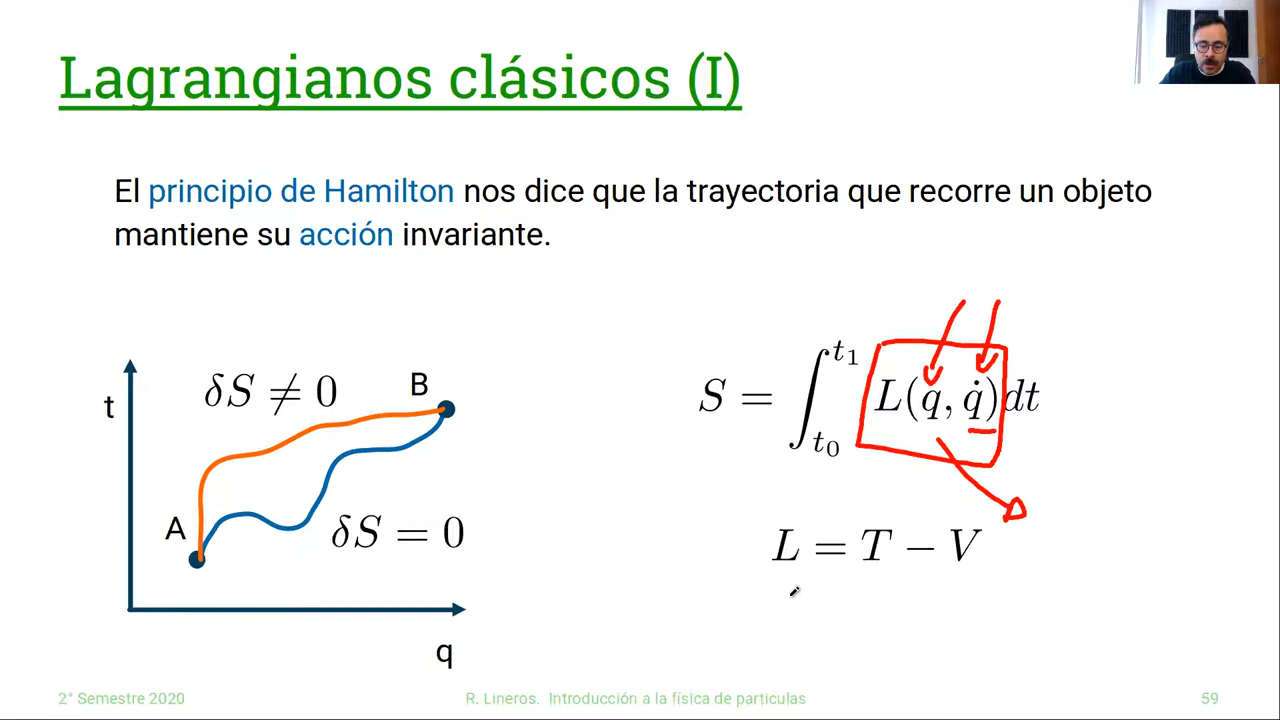 Lagrangianos clásicos (I)
El principio de Hamilton nos dice que la trayectoria que recorre un objeto
mantiene su acción invariante.
t
δS ≠ 0
B
A
δS = 0
q
S = ∫_{t_0}^{t_1} L(q, q̇)dt
L = T − V
2° Semestre 2020
R. Lineros. Introducción a la física de particulas
59